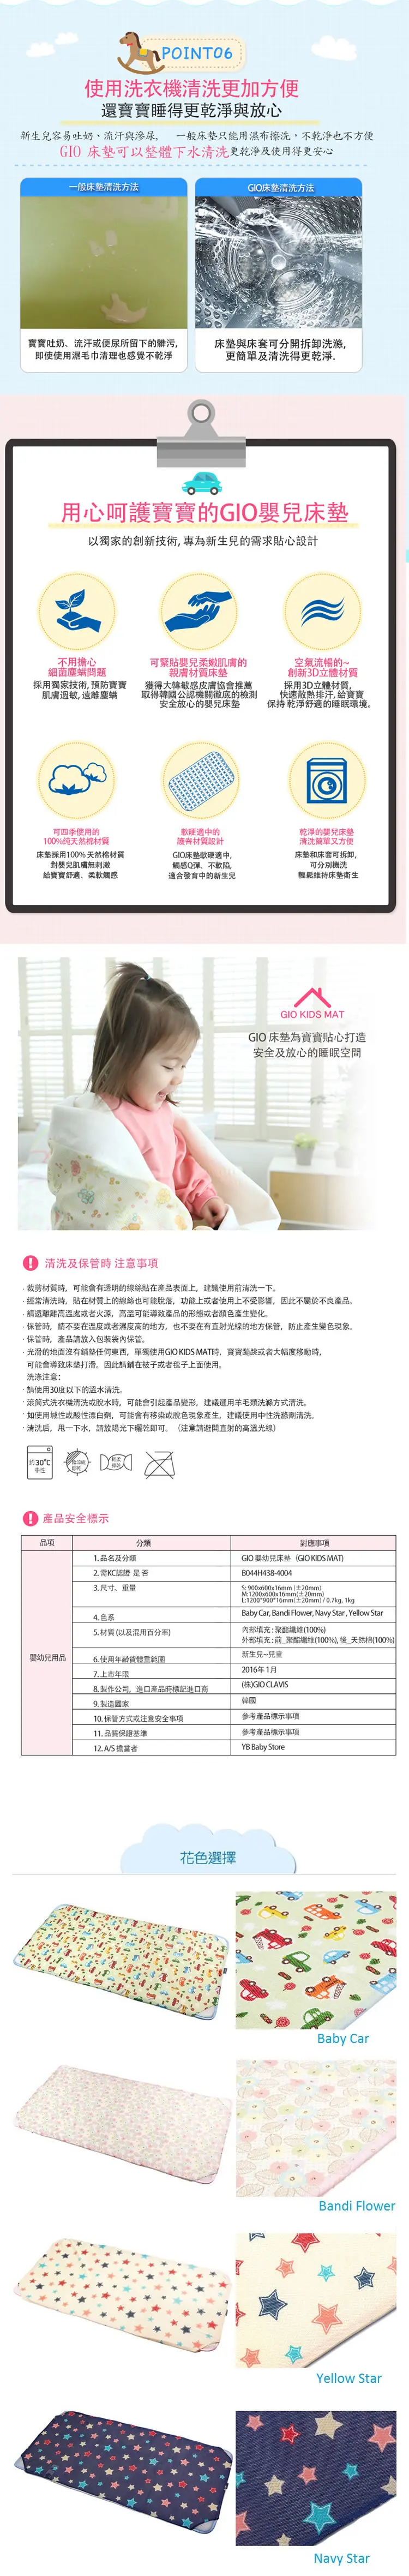 POINT06
使用洗衣機清洗更加方便
還寶寶睡得更乾淨與放心
新生兒容易吐奶、流汗與滲尿, 一般床墊只能用濕布擦洗，不乾淨也不方便
GIO 床墊可以整體下水清洗更乾淨及使用得更安心
一般床墊清洗方法
GIO床墊清洗方法
寶寶吐奶、流汗或便尿所留下的髒污,
即使使用濕毛巾清理也感覺不乾淨
床墊與床套可分開拆卸洗滌,
更簡單及清洗得更乾淨.
用心呵護寶寶的GIO嬰兒床墊
以獨家的創新技術, 專為新生兒的需求貼心設計
不用擔心
細菌塵蟎問題
採用獨家技術, 預防寶寶
肌膚過敏, 遠離塵蟎
可緊貼嬰兒柔嫩肌膚的
親膚材質床墊
獲得大韓敏感皮膚協會推薦
取得韓國公認機關徹底的檢測
安全放心的嬰兒床墊
空氣流暢的~
創新3D立體材質
採用3D立體材質,
快速散熱排汗, 給寶寶
保持 乾淨舒適的睡眠環境。
可四季使用的
100%純天然棉材質
床墊採用100% 天然棉材質
對嬰兒肌膚無刺激
給寶寶舒適、柔軟觸感
軟硬適中的
護脊材質設計
GIO床墊軟硬適中,
觸感Q彈、不軟陷,
適合發育中的新生兒
乾淨的嬰兒床墊
清洗簡單又方便
床墊和床套可拆卸,
可分別機洗
輕鬆維持床墊衛生
GIO KIDS MAT
GIO 床墊為寶寶貼心打造
安全及放心的睡眠空間
! 清洗及保管時 注意事項
· 裁剪材質時，可能會有透明的線絲貼在產品表面上，建議使用前清洗一下。
· 經常清洗時，貼在材質上的線絲也可能脫落，功能上或者使用上不受影響，因此不屬於不良產品。
· 請遠離離高溫處或者火源，高溫可能導致產品的形態或者顏色產生變化。
· 保管時，請不要在溫度或者濕度高的地方，也不要在有直射光線的地方保管，防止產生變色現象。
· 保管時，產品請放入包裝袋內保管。
· 光滑的地面沒有鋪墊任何東西，單獨使用GIO KIDS MAT時，寶寶蹦跳或者大幅度移動時,
可能會導致床墊打滑。因此請鋪在被子或者毯子上面使用。
洗滌注意:
· 請使用30度以下的溫水清洗。
· 滾筒式洗衣機清洗或脫水時，可能會引起產品變形，建議選用羊毛類洗滌方式清洗。
· 如使用堿性或酸性漂白劑，可能會有移染或脫色現象產生，建議使用中性洗滌劑清洗。
· 清洗后，甩一下水，請放陽光下曬乾即可。（注意請避開直射的高溫光線）
約30°C
中性
! 產品安全標示
品項 分類 對應事項
嬰幼兒用品
1. 品名及分類 GIO 嬰幼兒床墊（GIO KIDS MAT)
2. 需KC認證 是 否 B044H438-4004
3. 尺寸、重量 S: 900x600x16mm (±20mm)
M:1200x600x16mm(±20mm)
L:1200*900*16mm(±20mm) / 0.7kg, 1kg
4. 色系 Baby Car, Bandi Flower, Navy Star , Yellow Star
5. 材質 (以及混用百分率) 內部填充 : 聚酯纖維(100%)
外部填充 : 前_聚酯纖維(100%), 後_天然棉(100%)
6. 使用年齡貨體重範圍 新生兒~兒童
7. 上市年限 2016年 1月
8. 製作公司，進口產品時標記進口商 (株)GIO CLAVIS
9. 製造國家 韓國
10. 保管方式或注意安全事項 參考產品標示事項
11. 品質保證基準 參考產品標示事項
12. A/S 擔當者 YB Baby Store
花色選擇
Baby Car
Bandi Flower
Yellow Star
Navy Star